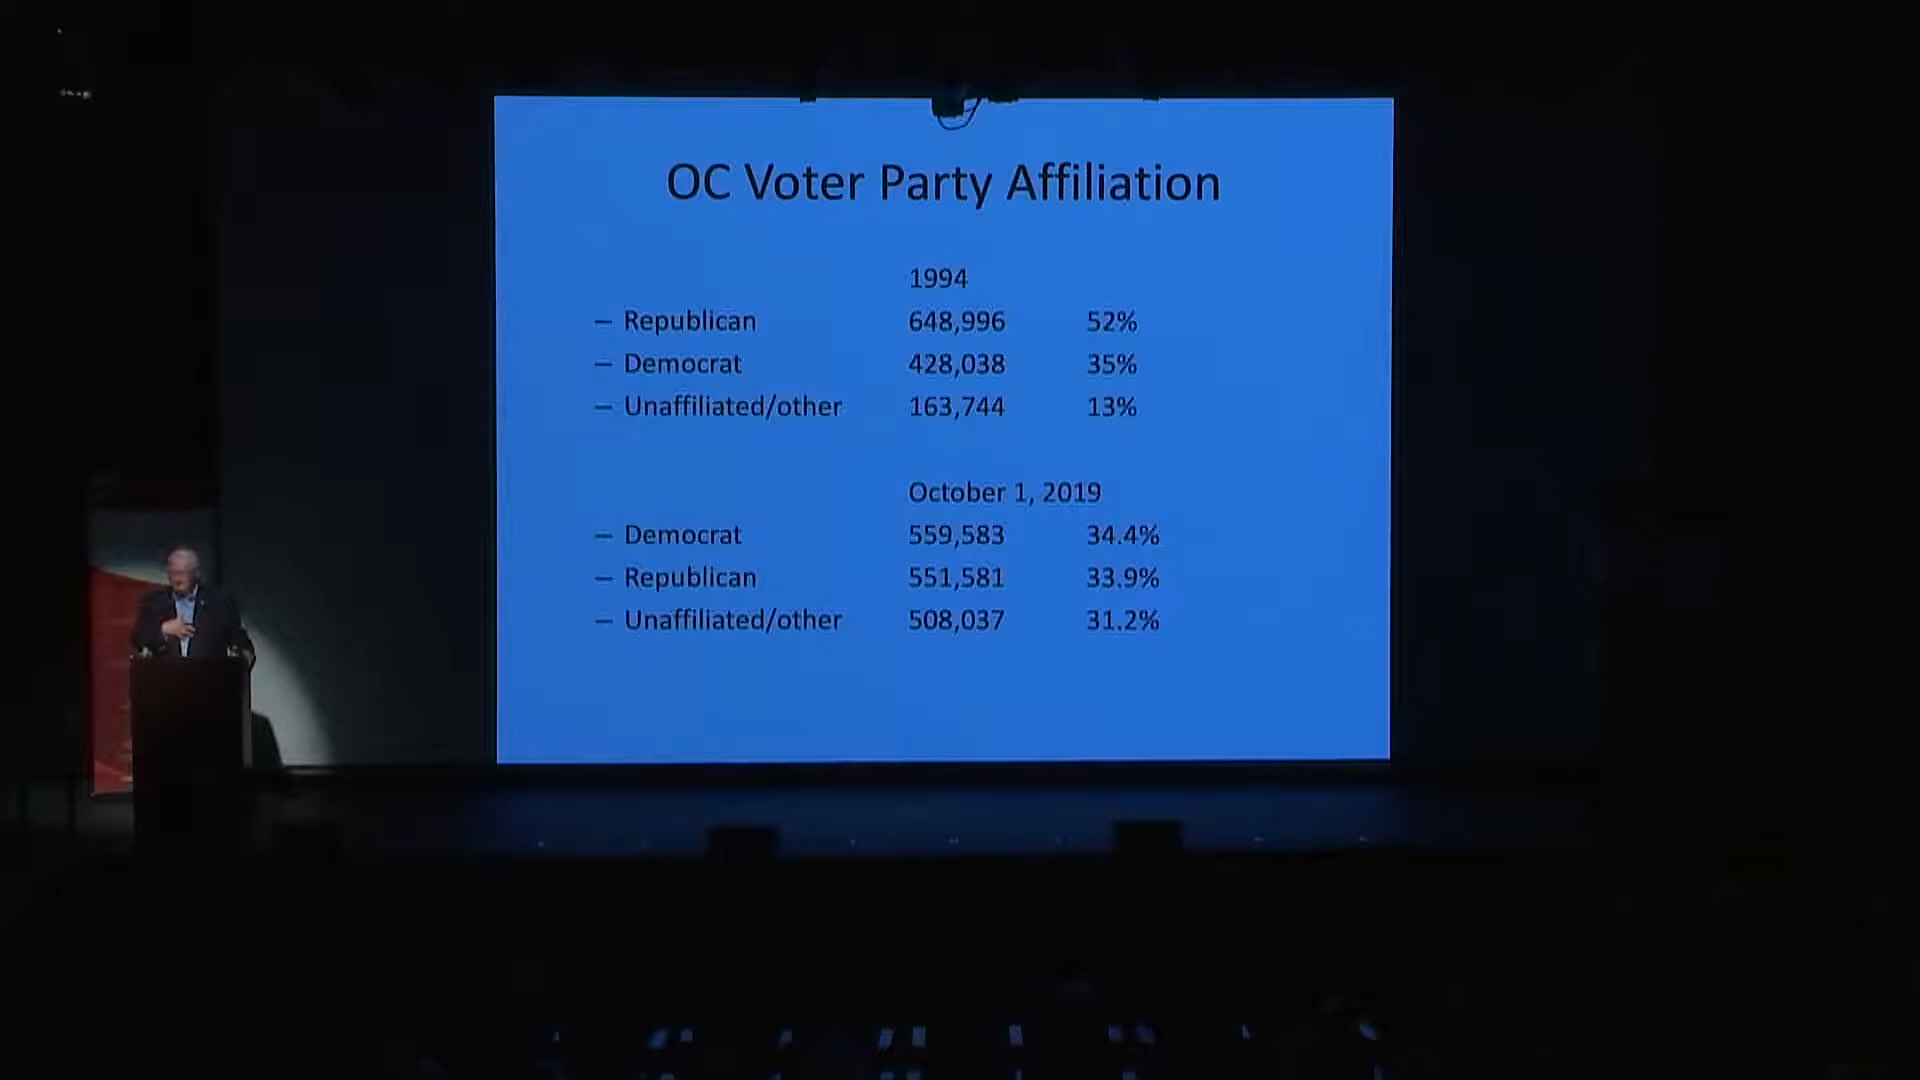 OC Voter Party Affiliation
1994
– Republican 648,996 52%
– Democrat 428,038 35%
– Unaffiliated/other 163,744 13%
October 1, 2019
– Democrat 559,583 34.4%
– Republican 551,581 33.9%
– Unaffiliated/other 508,037 31.2%